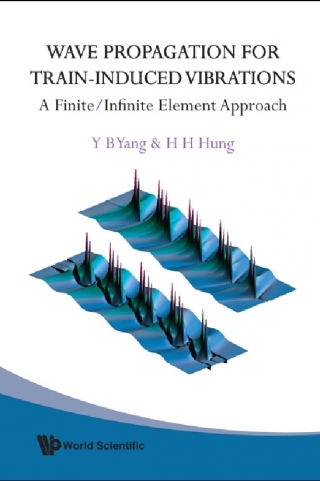 WAVE PROPAGATION FOR
TRAIN-INDUCED VIBRATIONS
A Finite/Infinite Element Approach
Y B Yang & H H Hung
World Scientific